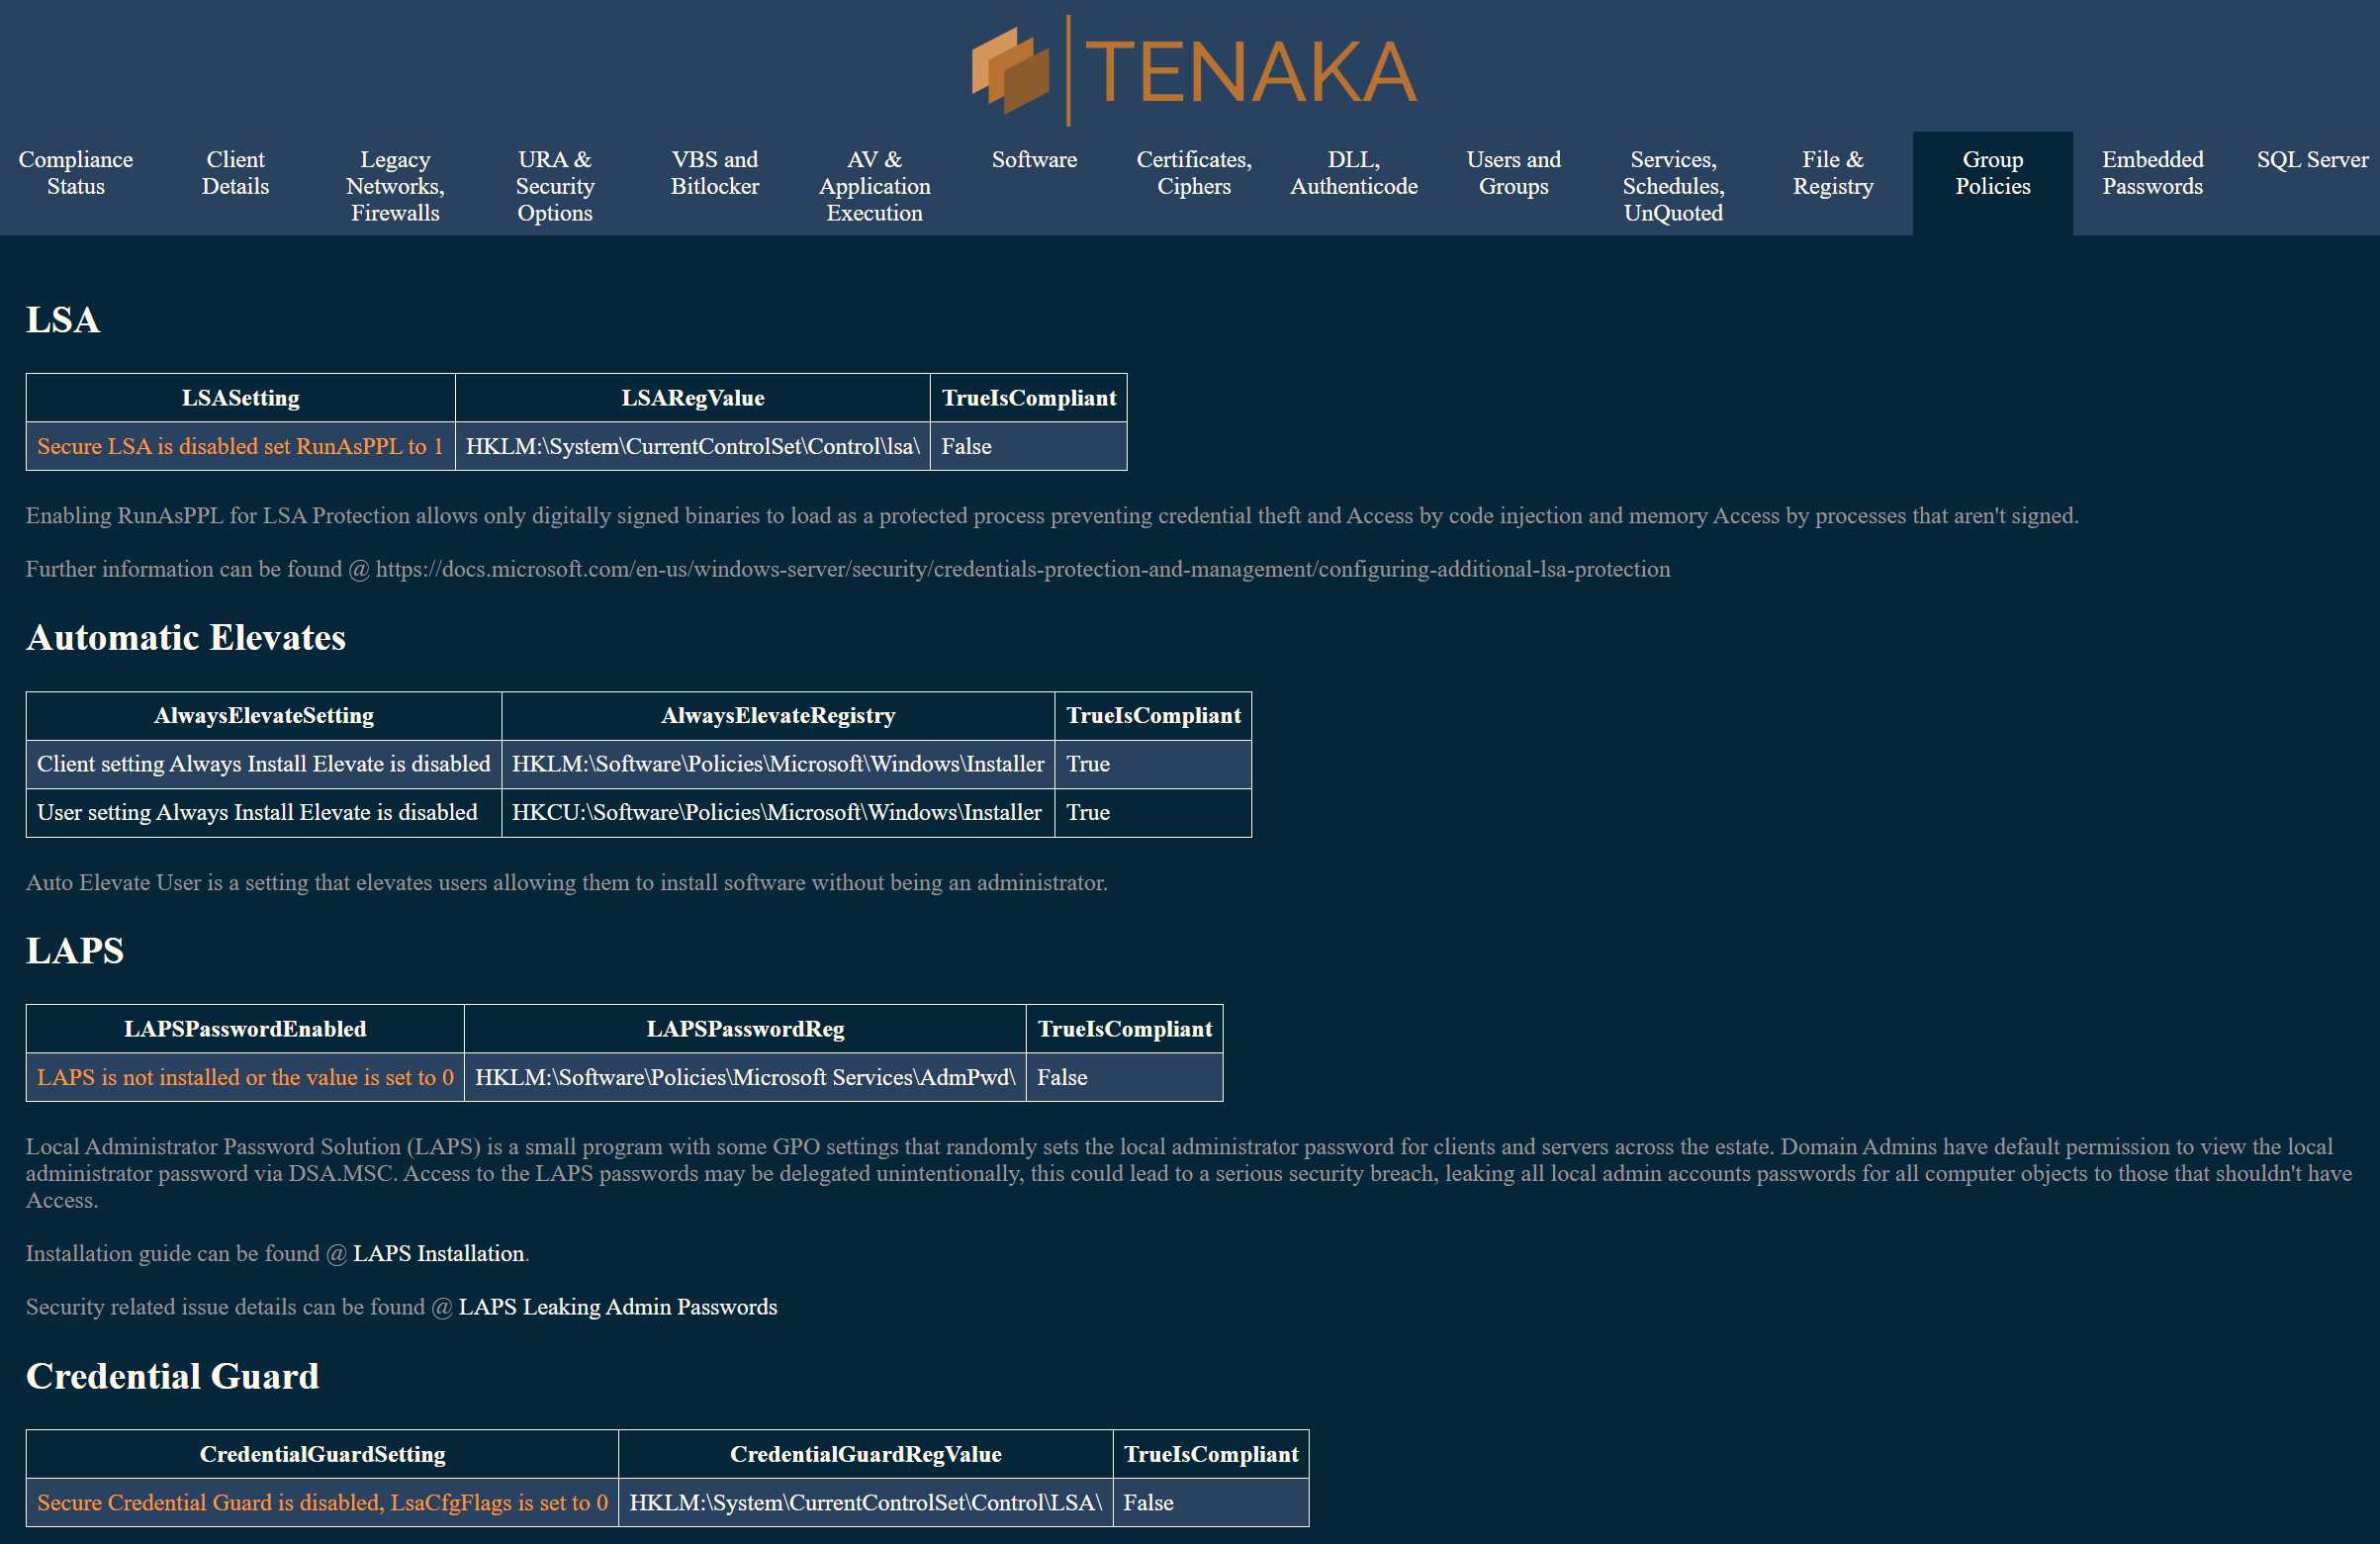 TENAKA
Compliance
Status
Client
Details
Legacy
Networks,
Firewalls
URA &
Security
Options
VBS and
Bitlocker
AV &
Application
Execution
Software
Certificates,
Ciphers
DLL,
Authenticode
Users and
Groups
Services,
Schedules,
UnQuoted
File &
Registry
Group
Policies
Embedded
Passwords
SQL Server
LSA
LSASetting LSARegValue TrueIsCompliant
Secure LSA is disabled set RunAsPPL to 1 HKLM:\System\CurrentControlSet\Control\lsa\ False
Enabling RunAsPPL for LSA Protection allows only digitally signed binaries to load as a protected process preventing credential theft and Access by code injection and memory Access by processes that aren't signed.
Further information can be found @ https://docs.microsoft.com/en-us/windows-server/security/credentials-protection-and-management/configuring-additional-lsa-protection
Automatic Elevates
AlwaysElevateSetting AlwaysElevateRegistry TrueIsCompliant
Client setting Always Install Elevate is disabled HKLM:\Software\Policies\Microsoft\Windows\Installer True
User setting Always Install Elevate is disabled HKCU:\Software\Policies\Microsoft\Windows\Installer True
Auto Elevate User is a setting that elevates users allowing them to install software without being an administrator.
LAPS
LAPSPasswordEnabled LAPSPasswordReg TrueIsCompliant
LAPS is not installed or the value is set to 0 HKLM:\Software\Policies\Microsoft Services\AdmPwd\ False
Local Administrator Password Solution (LAPS) is a small program with some GPO settings that randomly sets the local administrator password for clients and servers across the estate. Domain Admins have default permission to view the local
administrator password via DSA.MSC. Access to the LAPS passwords may be delegated unintentionally, this could lead to a serious security breach, leaking all local admin accounts passwords for all computer objects to those that shouldn't have
Access.
Installation guide can be found @ LAPS Installation.
Security related issue details can be found @ LAPS Leaking Admin Passwords
Credential Guard
CredentialGuardSetting CredentialGuardRegValue TrueIsCompliant
Secure Credential Guard is disabled, LsaCfgFlags is set to 0 HKLM:\System\CurrentControlSet\Control\LSA\ False